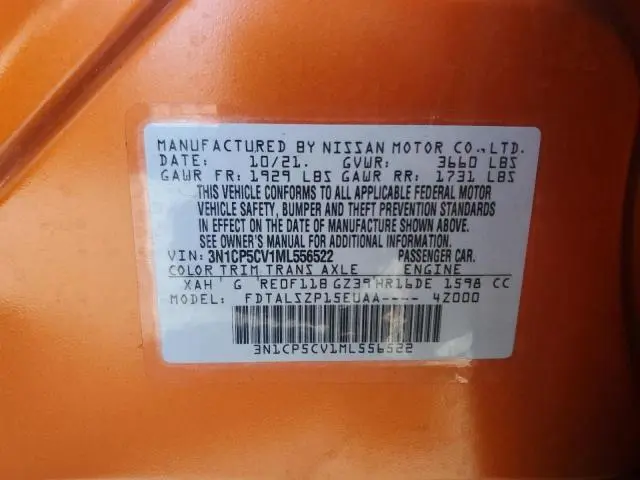 MANUFACTURED BY NISSAN MOTOR CO., LTD.
DATE: 10/21. GVWR: 3660 LBS
GAWR FR: 1929 LBS GAWR RR: 1731 LBS
THIS VEHICLE CONFORMS TO ALL APPLICABLE FEDERAL MOTOR
VEHICLE SAFETY, BUMPER AND THEFT PREVENTION STANDARDS
IN EFFECT ON THE DATE OF MANUFACTURE SHOWN ABOVE.
SEE OWNER'S MANUAL FOR ADDITIONAL INFORMATION.
VIN: 3N1CP5CV1ML556522 PASSENGER CAR.
COLOR TRIM TRANS AXLE ENGINE
XAH G RE0F11B GZ39 HR16DE 1598 CC
MODEL: FDTALSZP15EUAA---- 4Z000
3N1CP5CV1ML556522